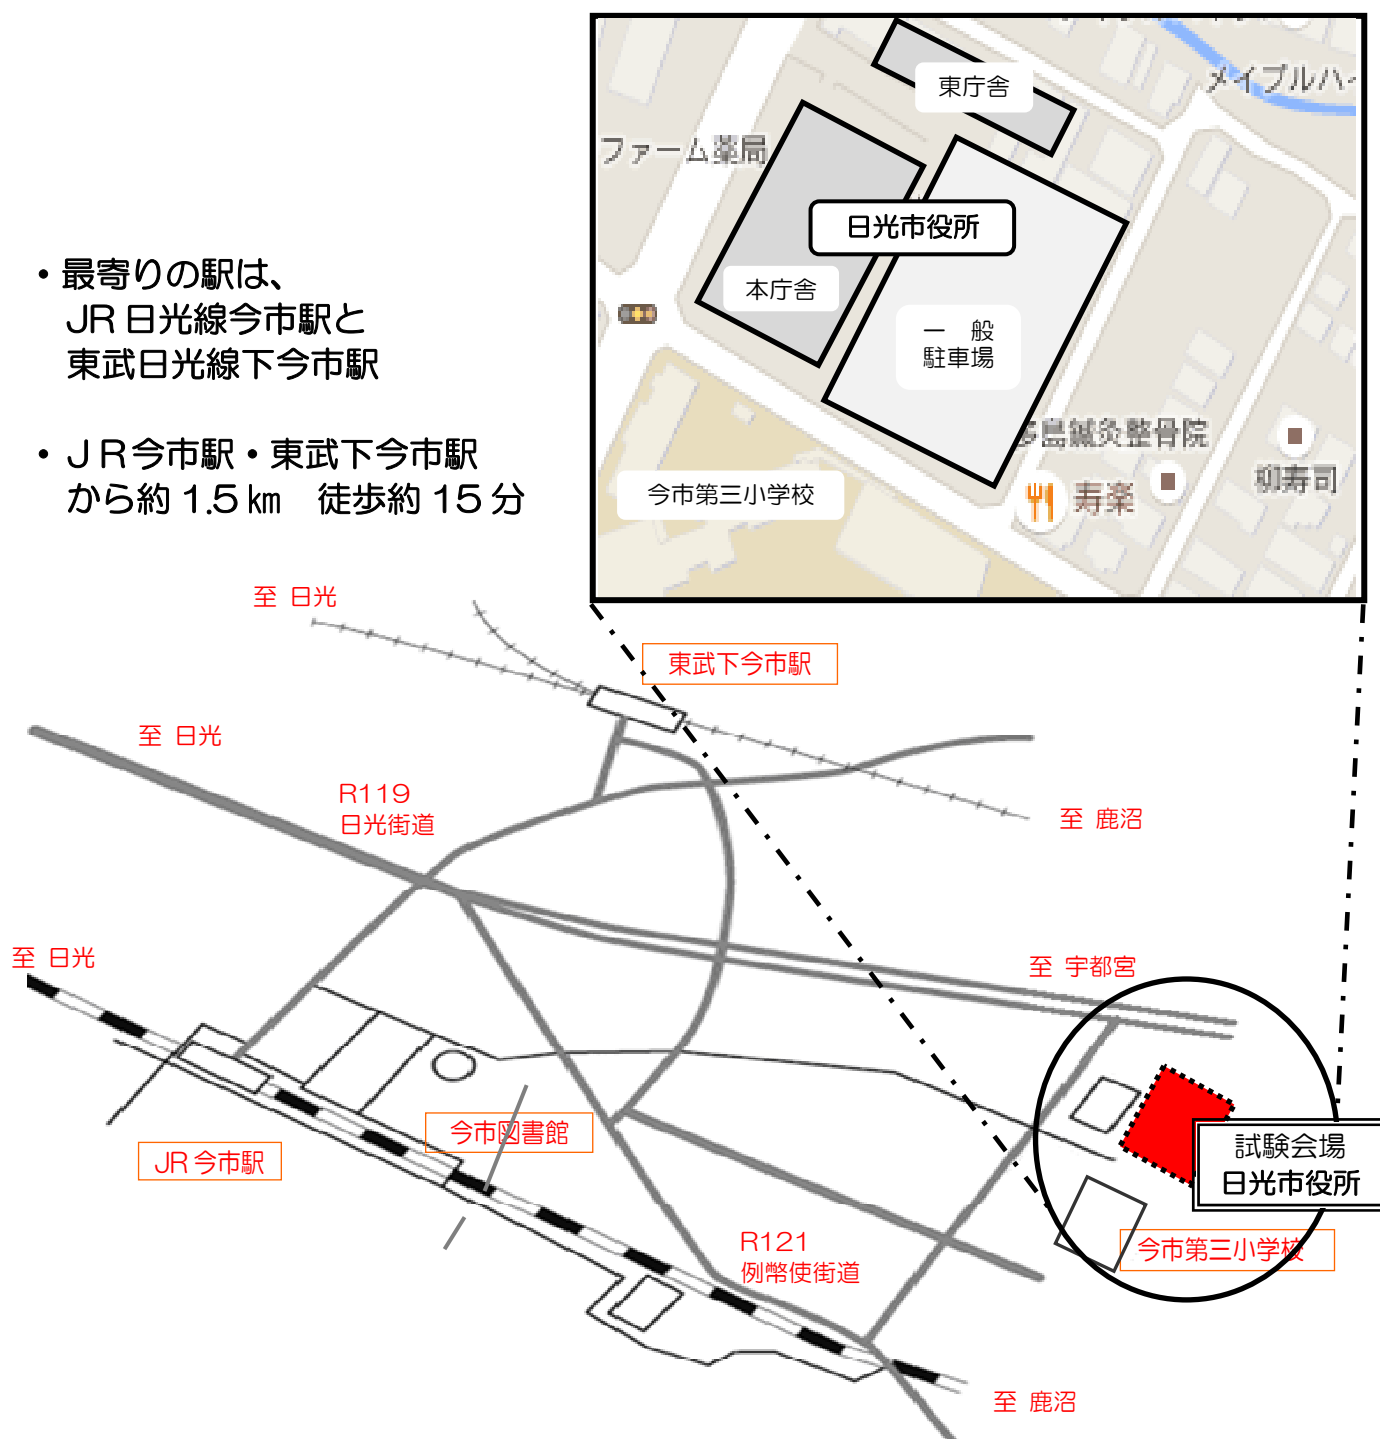 東庁舎
メイプルハイ
ファーム薬局
日光市役所
本庁舎
一　般
駐車場
・最寄りの駅は、
JR日光線今市駅と
東武日光線下今市駅
・ＪＲ今市駅・東武下今市駅
から約1.5㎞　徒歩約15分
島鍼灸整骨院
柳寿司
今市第三小学校
寿楽
至 日光
東武下今市駅
至 日光
R119
日光街道
至 鹿沼
至 日光
至 宇都宮
今市図書館
JR今市駅
試験会場
日光市役所
R121
例幣使街道
今市第三小学校
至 鹿沼